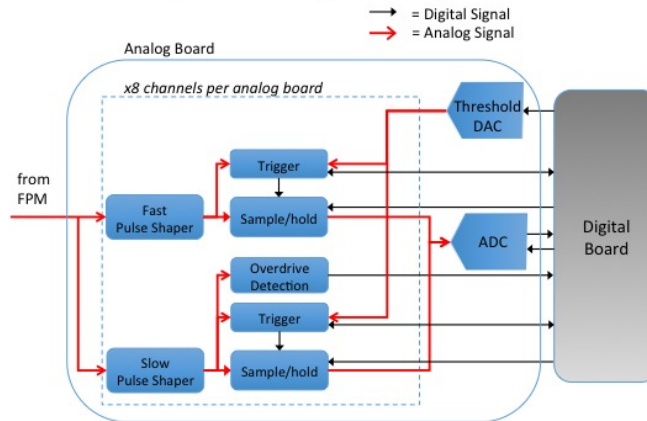 = Digital Signal
= Analog Signal
Analog Board
x8 channels per analog board
Threshold
DAC
from
FPM
Trigger
Fast
Pulse Shaper
Sample/hold
ADC
Digital
Board
Overdrive
Detection
Trigger
Slow
Pulse Shaper
Sample/hold